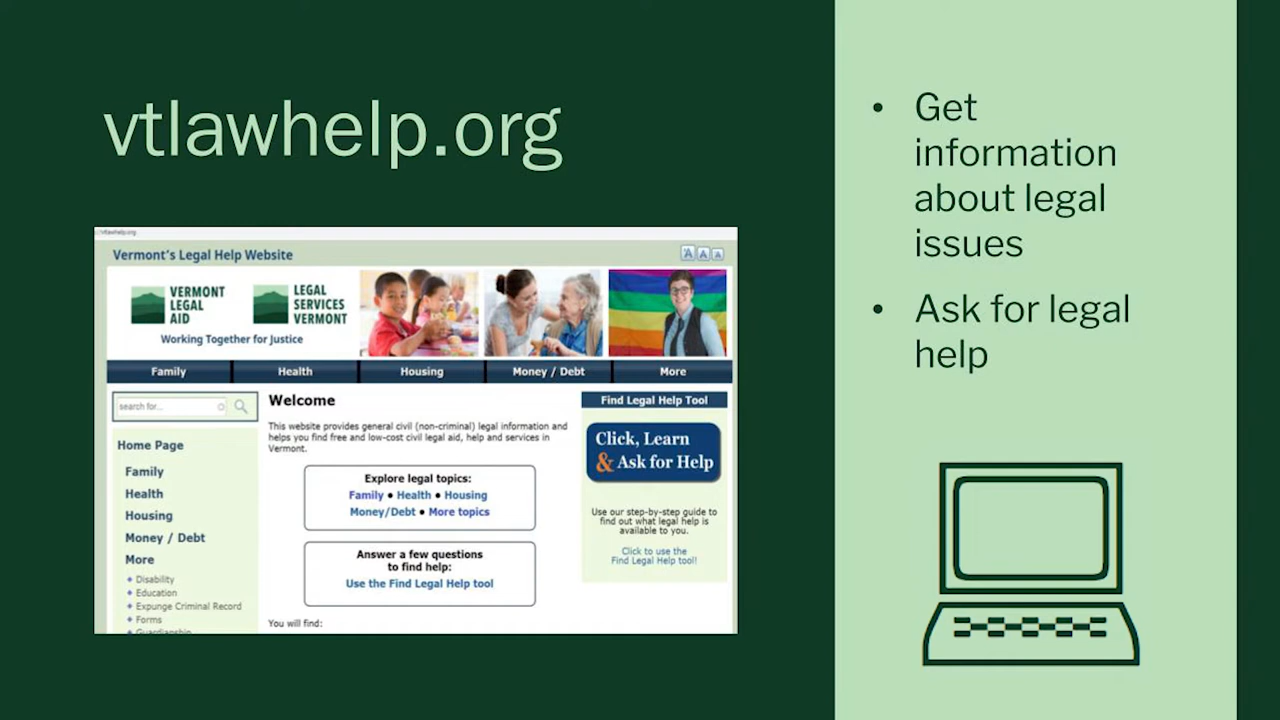 vtlawhelp.org
vtlawhelp.org
Vermont's Legal Help Website
A A A
VERMONT
LEGAL
AID
LEGAL
SERVICES
VERMONT
Working Together for Justice
Family Health Housing Money / Debt More
search for...
Home Page
Family
Health
Housing
Money / Debt
More
Disability
Education
Expunge Criminal Record
Forms
Guardianship
Welcome
This website provides general civil (non-criminal) legal information and
helps you find free and low-cost civil legal aid, help and services in
Vermont.
Explore legal topics:
Family ● Health ● Housing
Money/Debt ● More topics
Answer a few questions
to find help:
Use the Find Legal Help tool
You will find:
Find Legal Help Tool
Click, Learn
& Ask for Help
Use our step-by-step guide to
find out what legal help is
available to you.
Click to use the
Find Legal Help tool!
• Get
information
about legal
issues
• Ask for legal
help